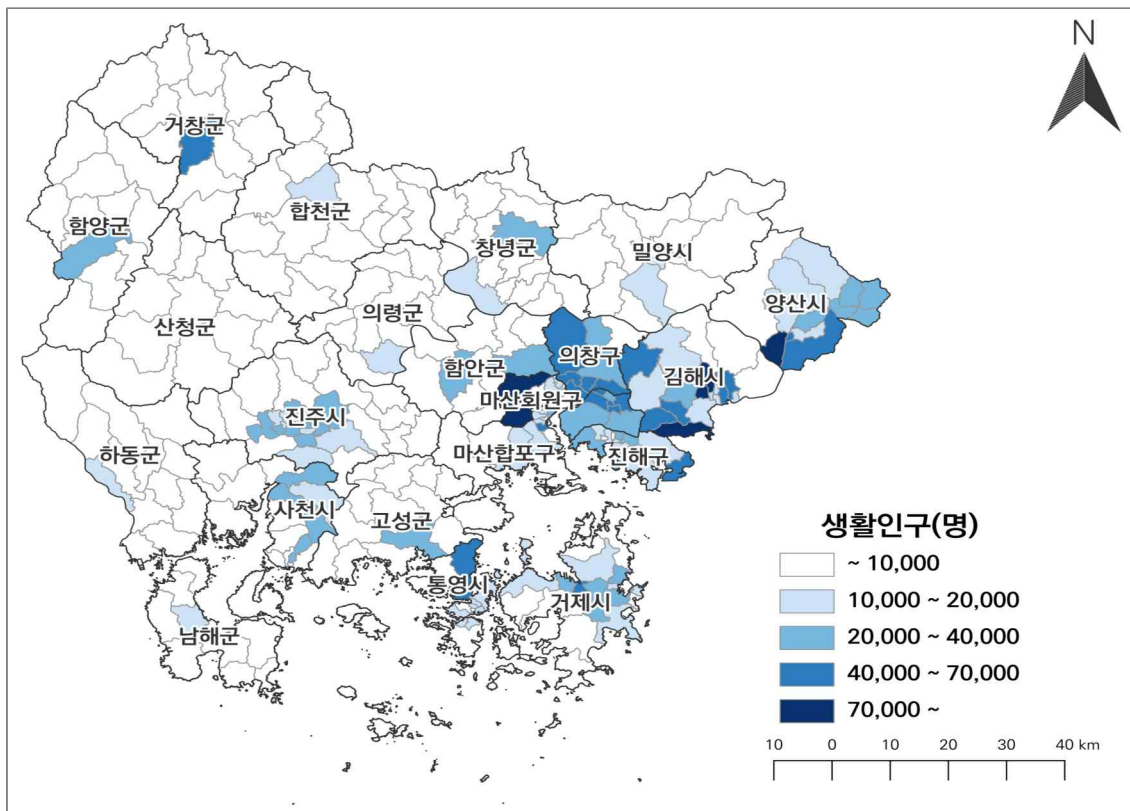 N
거창군
함양군
합천군
창녕군
밀양시
양산시
산청군
의령군
함안군
의창구
김해시
마산회원구
진주시
하동군
마산합포구
진해구
사천시
고성군
통영시
거제시
남해군
생활인구(명)
~ 10,000
10,000 ~ 20,000
20,000 ~ 40,000
40,000 ~ 70,000
70,000 ~
10 0 10 20 30 40 km